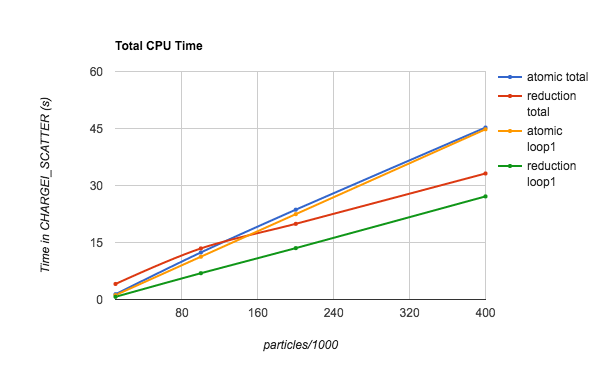 Total CPU Time
Time in CHARGEI_SCATTER (s)
60
45
30
15
0
80
160
240
320
400
particles/1000
atomic total
reduction
total
atomic
loop1
reduction
loop1